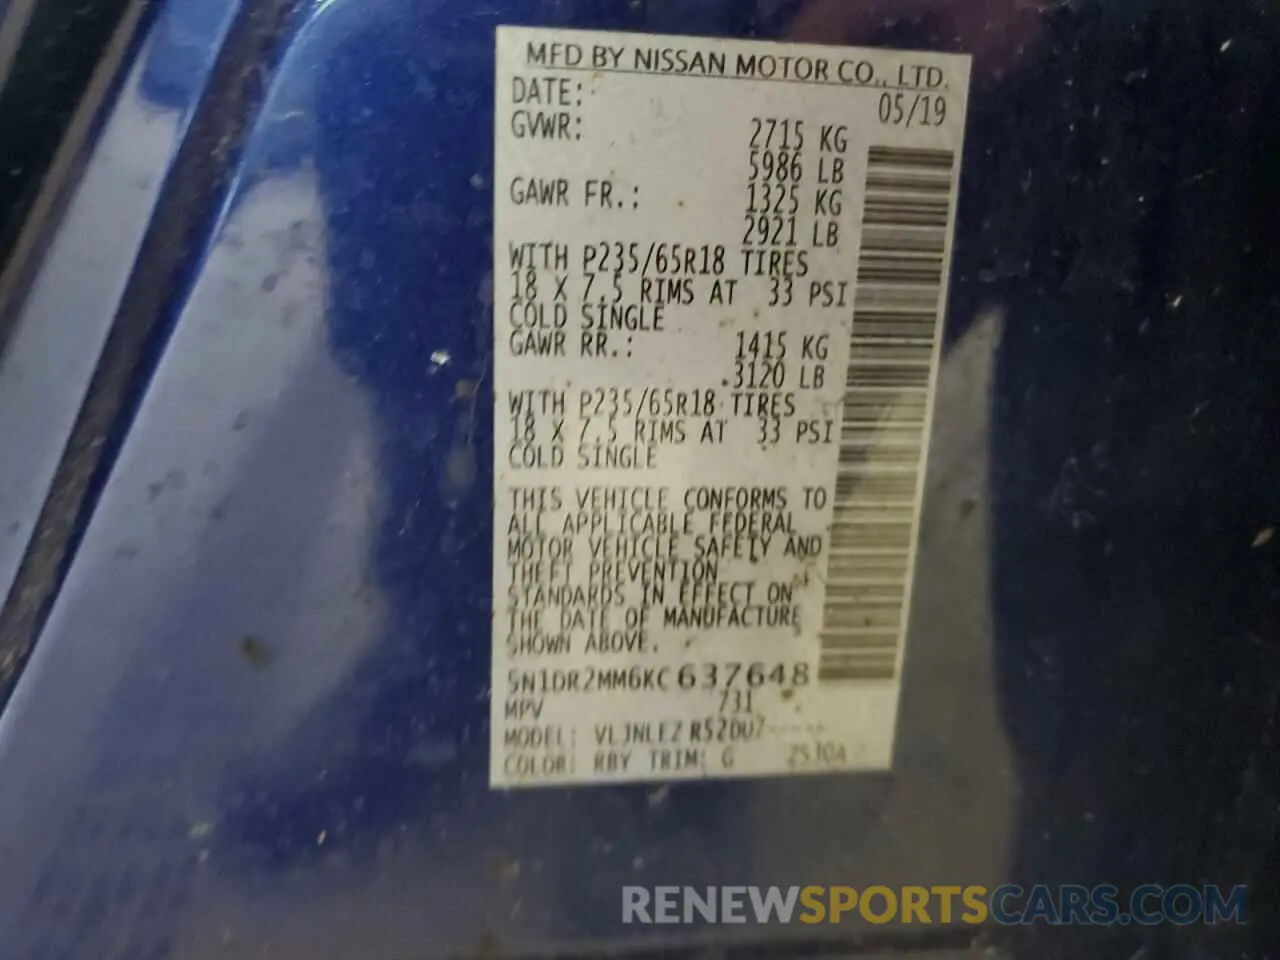 MFD BY NISSAN MOTOR CO., LTD.
DATE: 05/19
GVWR: 2715 KG
5986 LB
GAWR FR.: 1325 KG
2921 LB
WITH P235/65R18 TIRES
18 X 7.5 RIMS AT 33 PSI
COLD SINGLE
GAWR RR.: 1415 KG
3120 LB
WITH P235/65R18 TIRES
18 X 7.5 RIMS AT 33 PSI
COLD SINGLE
THIS VEHICLE CONFORMS TO
ALL APPLICABLE FEDERAL
MOTOR VEHICLE SAFETY AND
THEFT PREVENTION
STANDARDS IN EFFECT ON
THE DATE OF MANUFACTURE
SHOWN ABOVE.
5N1DR2MM6KC637648
MPV 731
MODEL: VLJNLEZ R52DUZ-----
COLOR: RBY TRIM: G 2530A
RENEWSPORTSCARS.COM